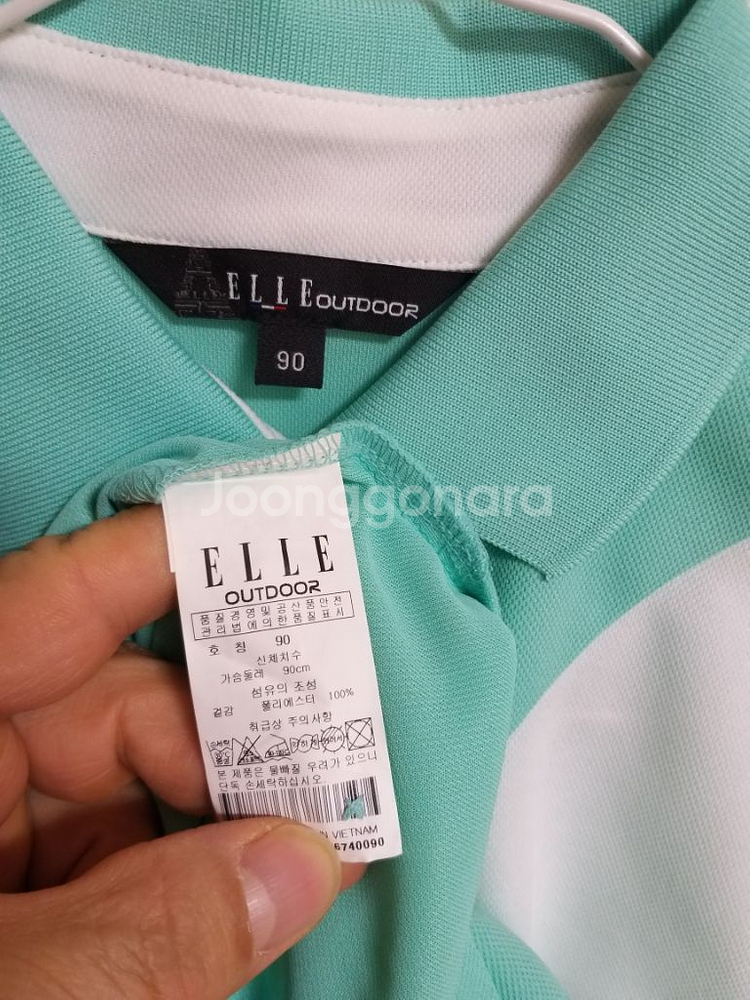 ELLE OUTDOOR
90
Joonggonara
ELLE
OUTDOOR
품질경영및공산품안전
관리법에의한품질표시
호 칭 90
신체치수
가슴둘레 90cm
섬유의 조성
겉감 폴리에스터 100%
취급상 주의사항
본 제품은 물빠질 우려가 있으니
단독 손세탁하십시오.
IN VIETNAM
6740090